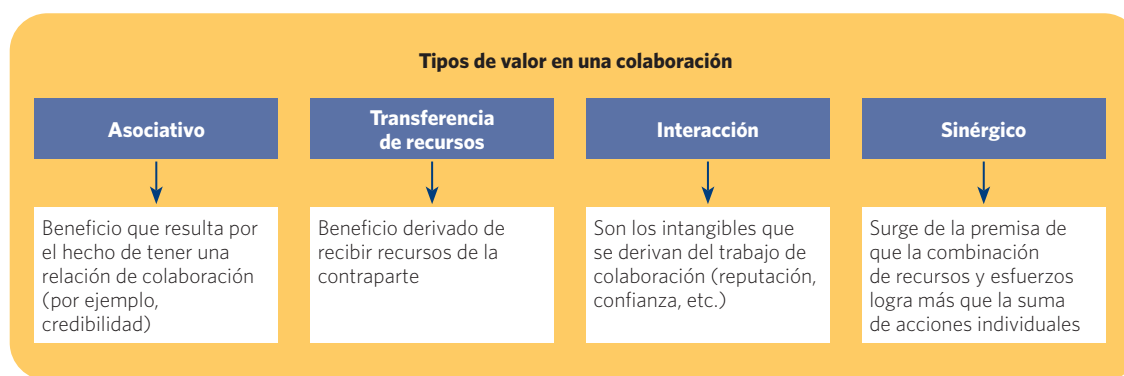 Tipos de valor en una colaboración
Asociativo
Transferencia
de recursos
Interacción
Sinérgico
Beneficio que resulta por
el hecho de tener una
relación de colaboración
(por ejemplo,
credibilidad)
Beneficio derivado de
recibir recursos de la
contraparte
Son los intangibles que
se derivan del trabajo de
colaboración (reputación,
confianza, etc.)
Surge de la premisa de
que la combinación
de recursos y esfuerzos
logra más que la suma
de acciones individuales